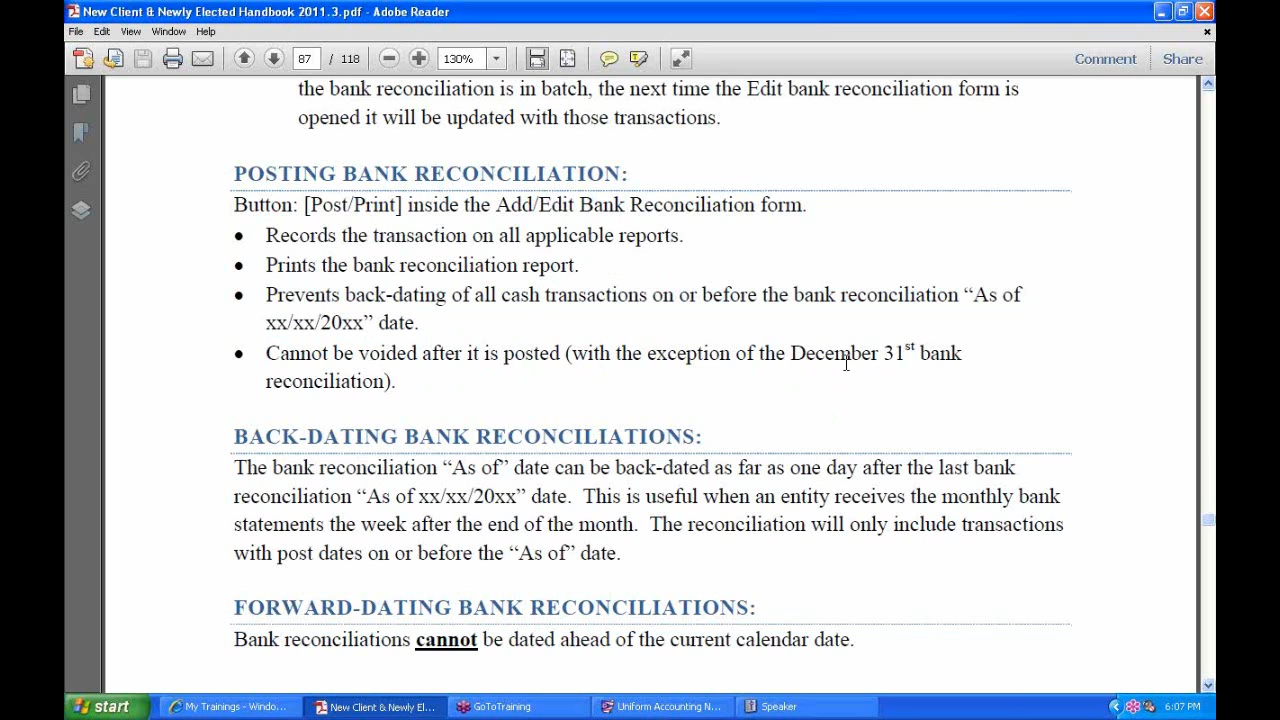 New Client & Newly Elected Handbook 2011.3.pdf - Adobe Reader
File Edit View Window Help
87 / 118 130% Comment Share
the bank reconciliation is in batch, the next time the Edit bank reconciliation form is
opened it will be updated with those transactions.
POSTING BANK RECONCILIATION:
Button: [Post/Print] inside the Add/Edit Bank Reconciliation form.
• Records the transaction on all applicable reports.
• Prints the bank reconciliation report.
• Prevents back-dating of all cash transactions on or before the bank reconciliation “As of
xx/xx/20xx” date.
• Cannot be voided after it is posted (with the exception of the December 31st bank
reconciliation).
BACK-DATING BANK RECONCILIATIONS:
The bank reconciliation “As of” date can be back-dated as far as one day after the last bank
reconciliation “As of xx/xx/20xx” date. This is useful when an entity receives the monthly bank
statements the week after the end of the month. The reconciliation will only include transactions
with post dates on or before the “As of” date.
FORWARD-DATING BANK RECONCILIATIONS:
Bank reconciliations cannot be dated ahead of the current calendar date.
start My Trainings - Windo... New Client & Newly El... GoToTraining Uniform Accounting N... Speaker 6:07 PM